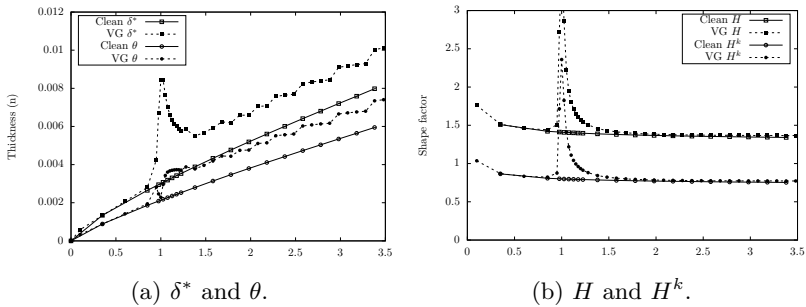 0.012
0.01
0.008
0.006
0.004
0.002
0
0 0.5 1 1.5 2 2.5 3 3.5
Thickness (n)
Clean δ*
VG δ*
Clean θ
VG θ
(a) δ* and θ.
3
2.5
2
1.5
1
0.5
0
0 0.5 1 1.5 2 2.5 3 3.5
Shape factor
Clean H
VG H
Clean Hᵏ
VG Hᵏ
(b) H and Hᵏ.